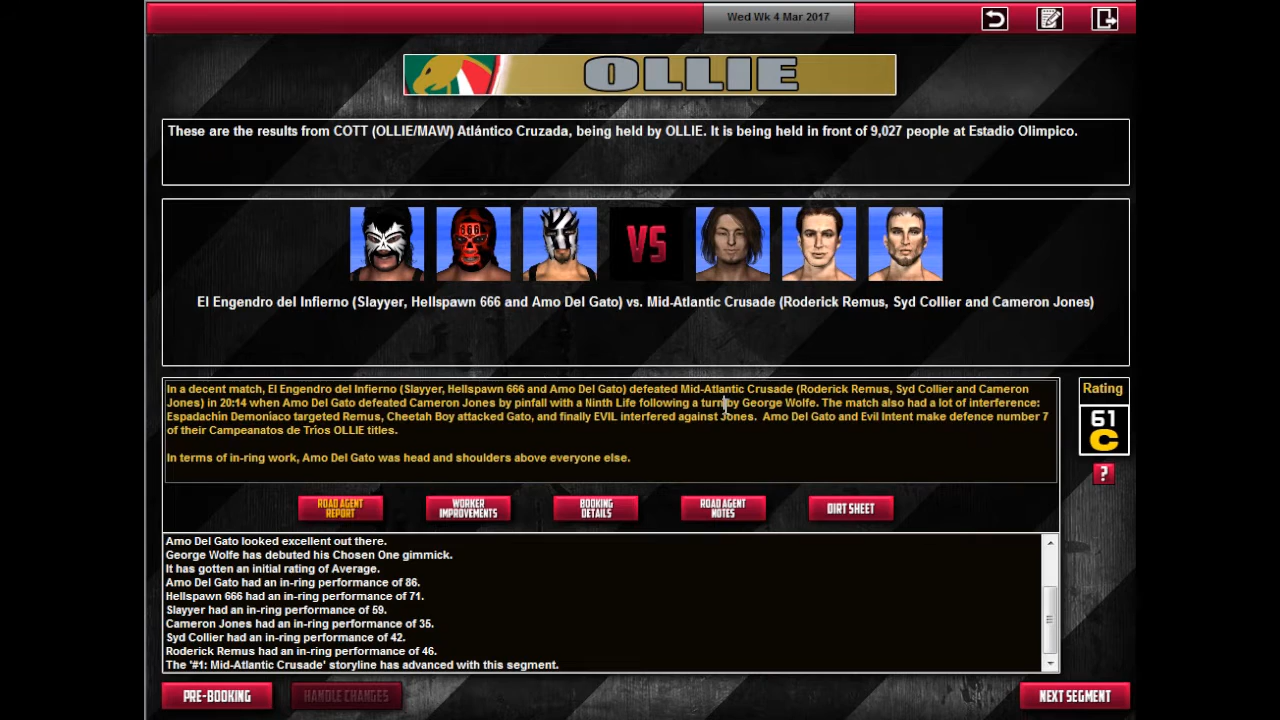 Wed Wk 4 Mar 2017
OLLIE
These are the results from COTT (OLLIE/MAW) Atlántico Cruzada, being held by OLLIE. It is being held in front of 9,027 people at Estadio Olimpico.
666
VS
El Engendro del Infierno (Slayyer, Hellspawn 666 and Amo Del Gato) vs. Mid-Atlantic Crusade (Roderick Remus, Syd Collier and Cameron Jones)
In a decent match, El Engendro del Infierno (Slayyer, Hellspawn 666 and Amo Del Gato) defeated Mid-Atlantic Crusade (Roderick Remus, Syd Collier and Cameron
Jones) in 20:14 when Amo Del Gato defeated Cameron Jones by pinfall with a Ninth Life following a turn by George Wolfe. The match also had a lot of interference:
Espadachín Demoníaco targeted Remus, Cheetah Boy attacked Gato, and finally EVIL interfered against Jones.  Amo Del Gato and Evil Intent make defence number 7
of their Campeanatos de Tríos OLLIE titles.
In terms of in-ring work, Amo Del Gato was head and shoulders above everyone else.
Rating
61
C
?
ROAD AGENT REPORT
WORKER IMPROVEMENTS
BOOKING DETAILS
ROAD AGENT NOTES
DIRT SHEET
Amo Del Gato looked excellent out there.
George Wolfe has debuted his Chosen One gimmick.
It has gotten an initial rating of Average.
Amo Del Gato had an in-ring performance of 86.
Hellspawn 666 had an in-ring performance of 71.
Slayyer had an in-ring performance of 59.
Cameron Jones had an in-ring performance of 35.
Syd Collier had an in-ring performance of 42.
Roderick Remus had an in-ring performance of 46.
The '#1: Mid-Atlantic Crusade' storyline has advanced with this segment.
PRE-BOOKING
HANDLE CHANGES
NEXT SEGMENT